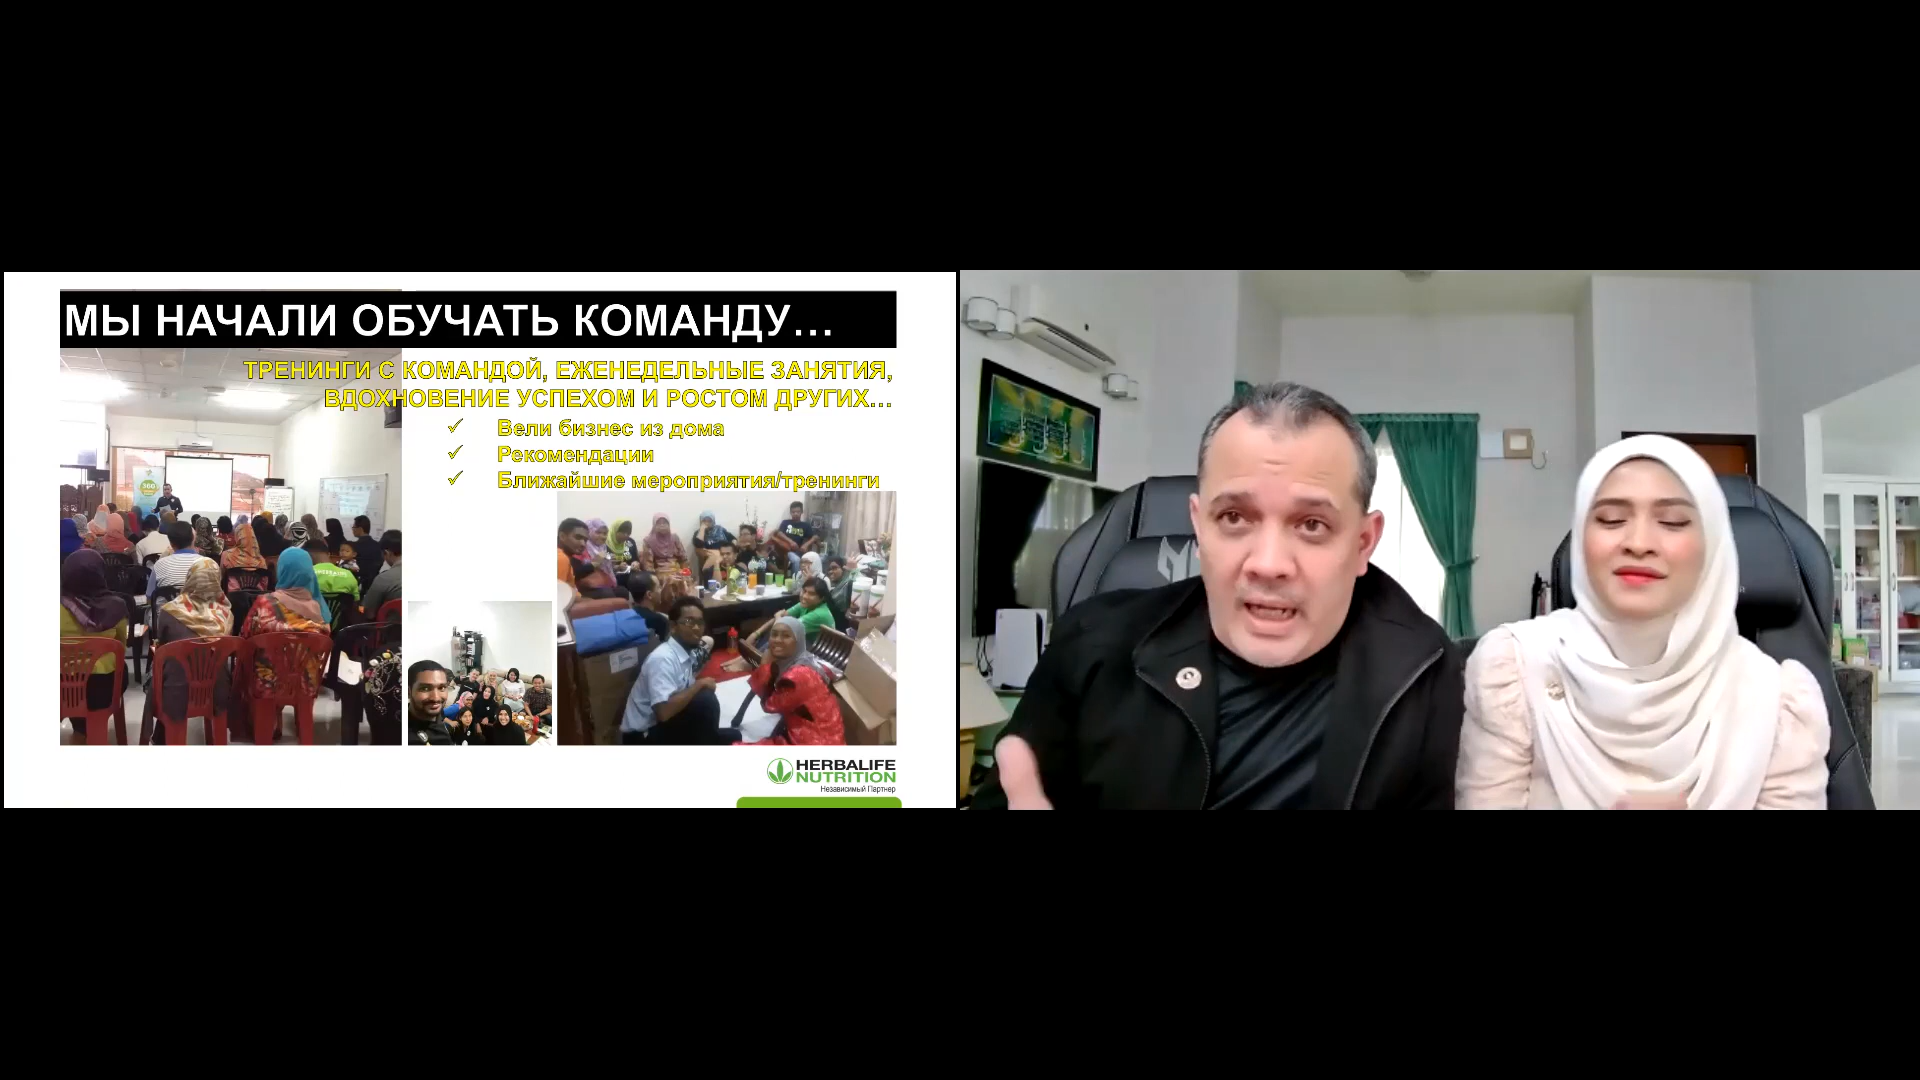 МЫ НАЧАЛИ ОБУЧАТЬ КОМАНДУ...
ТРЕНИНГИ С КОМАНДОЙ, ЕЖЕНЕДЕЛЬНЫЕ ЗАНЯТИЯ,
ВДОХНОВЕНИЕ УСПЕХОМ И РОСТОМ ДРУГИХ...
✓ Вели бизнес из дома
✓ Рекомендации
✓ Ближайшие мероприятия/тренинги
360
HERBALIFE
NUTRITION
Независимый Партнер